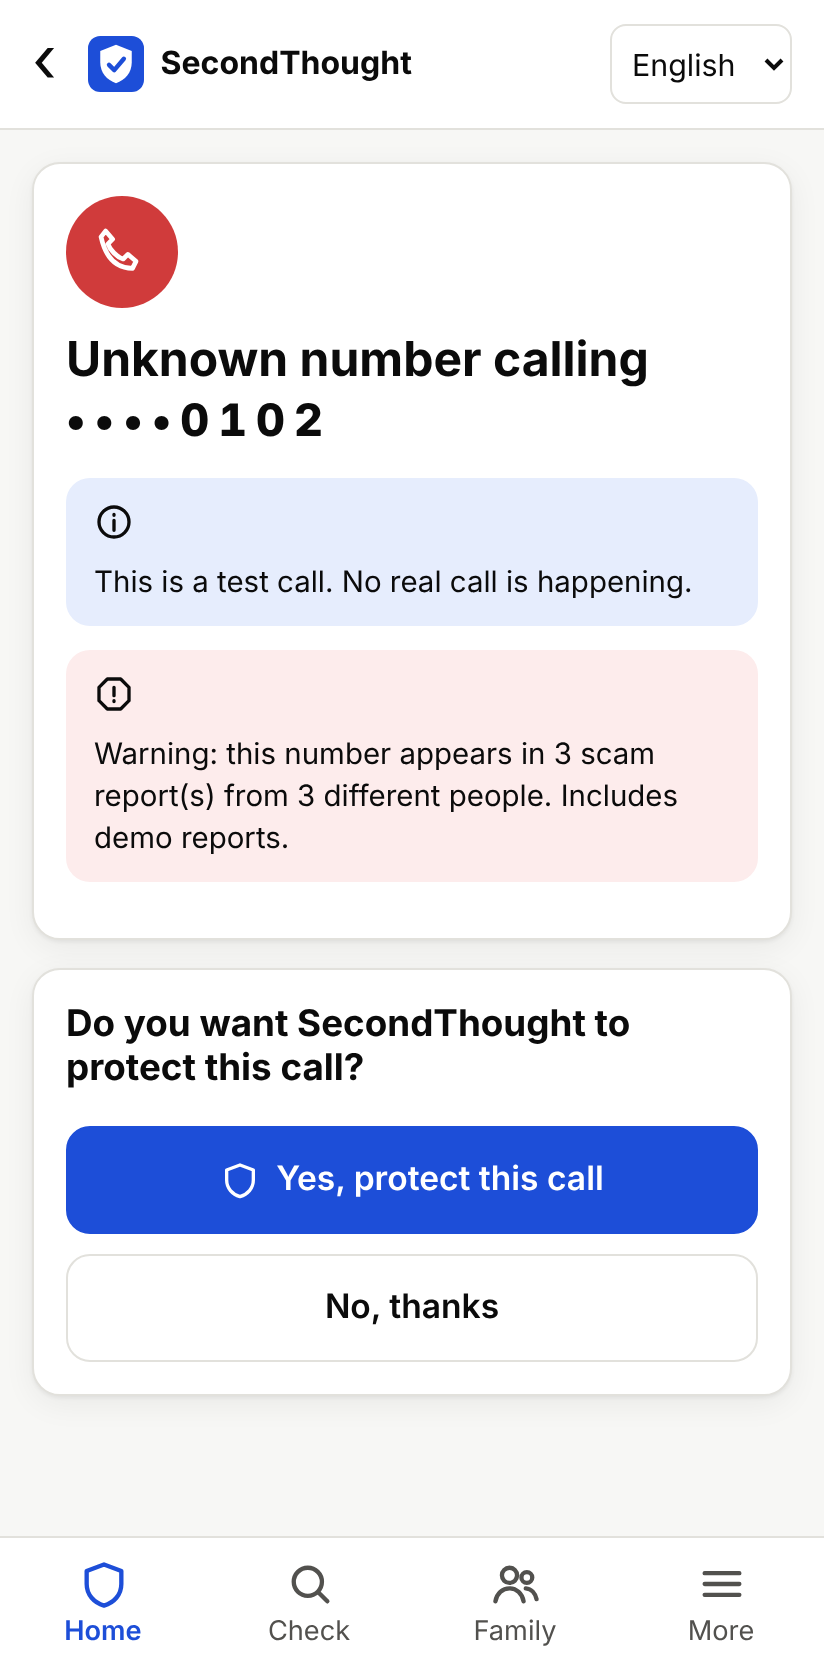 SecondThought
English
Unknown number calling
••••0102
This is a test call. No real call is happening.
Warning: this number appears in 3 scam
report(s) from 3 different people. Includes
demo reports.
Do you want SecondThought to
protect this call?
Yes, protect this call
No, thanks
Home
Check
Family
More